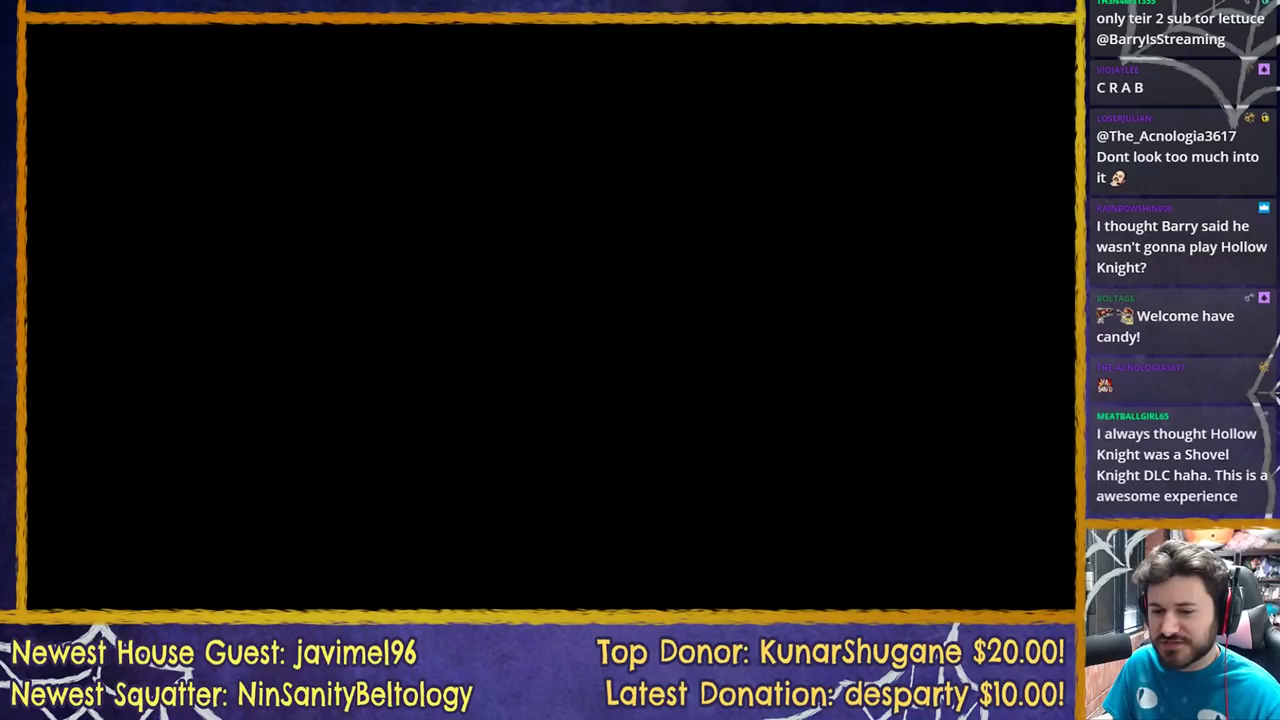 only teir 2 sub tor lettuce
@BarryIsStreaming
VIOJAYLEE
C R A B
LOSERJULIAN
@The_Acnologia3617
Dont look too much into
it
RAINBOWSHINE06
I thought Barry said he
wasn't gonna play Hollow
Knight?
BOLTAGE
Welcome have
candy!
THE_ACNOLOGIA3617
MEATBALLGIRL65
I always thought Hollow
Knight was a Shovel
Knight DLC haha. This is a
awesome experience
Newest House Guest: javimel96
Top Donor: KunarShugane $20.00!
Newest Squatter: NinSanityBeltology
Latest Donation: desparty $10.00!